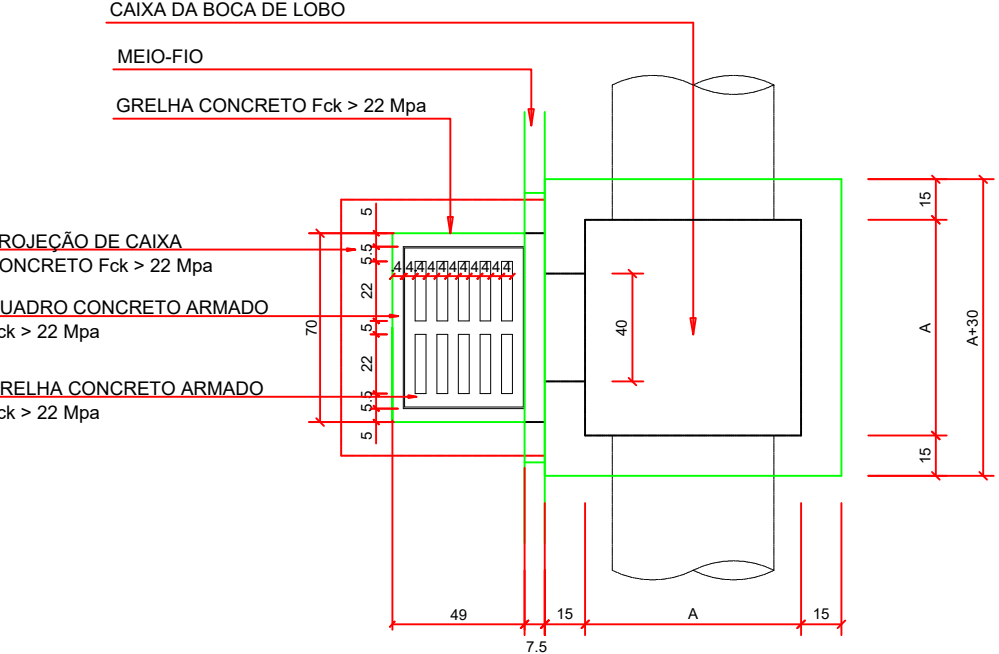 CAIXA DA BOCA DE LOBO
MEIO-FIO
GRELHA CONCRETO Fck > 22 Mpa
ROJEÇÃO DE CAIXA
ONCRETO Fck > 22 Mpa
UADRO CONCRETO ARMADO
ck > 22 Mpa
RELHA CONCRETO ARMADO
ck > 22 Mpa
5
5.5
4 4 4 4 4 4 4 4 4 4 4
22
5
22
5.5
5
70
40
15
A
15
A+30
49
7.5
15
A
15